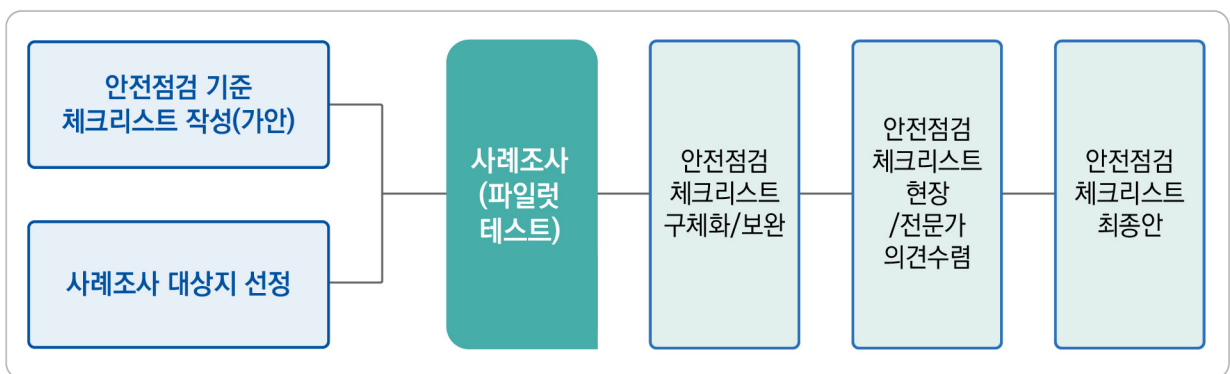 안전점검 기준
체크리스트 작성(가안)
사례조사 대상지 선정
사례조사
(파일럿
테스트)
안전점검
체크리스트
구체화/보완
안전점검
체크리스트
현장
/전문가
의견수렴
안전점검
체크리스트
최종안